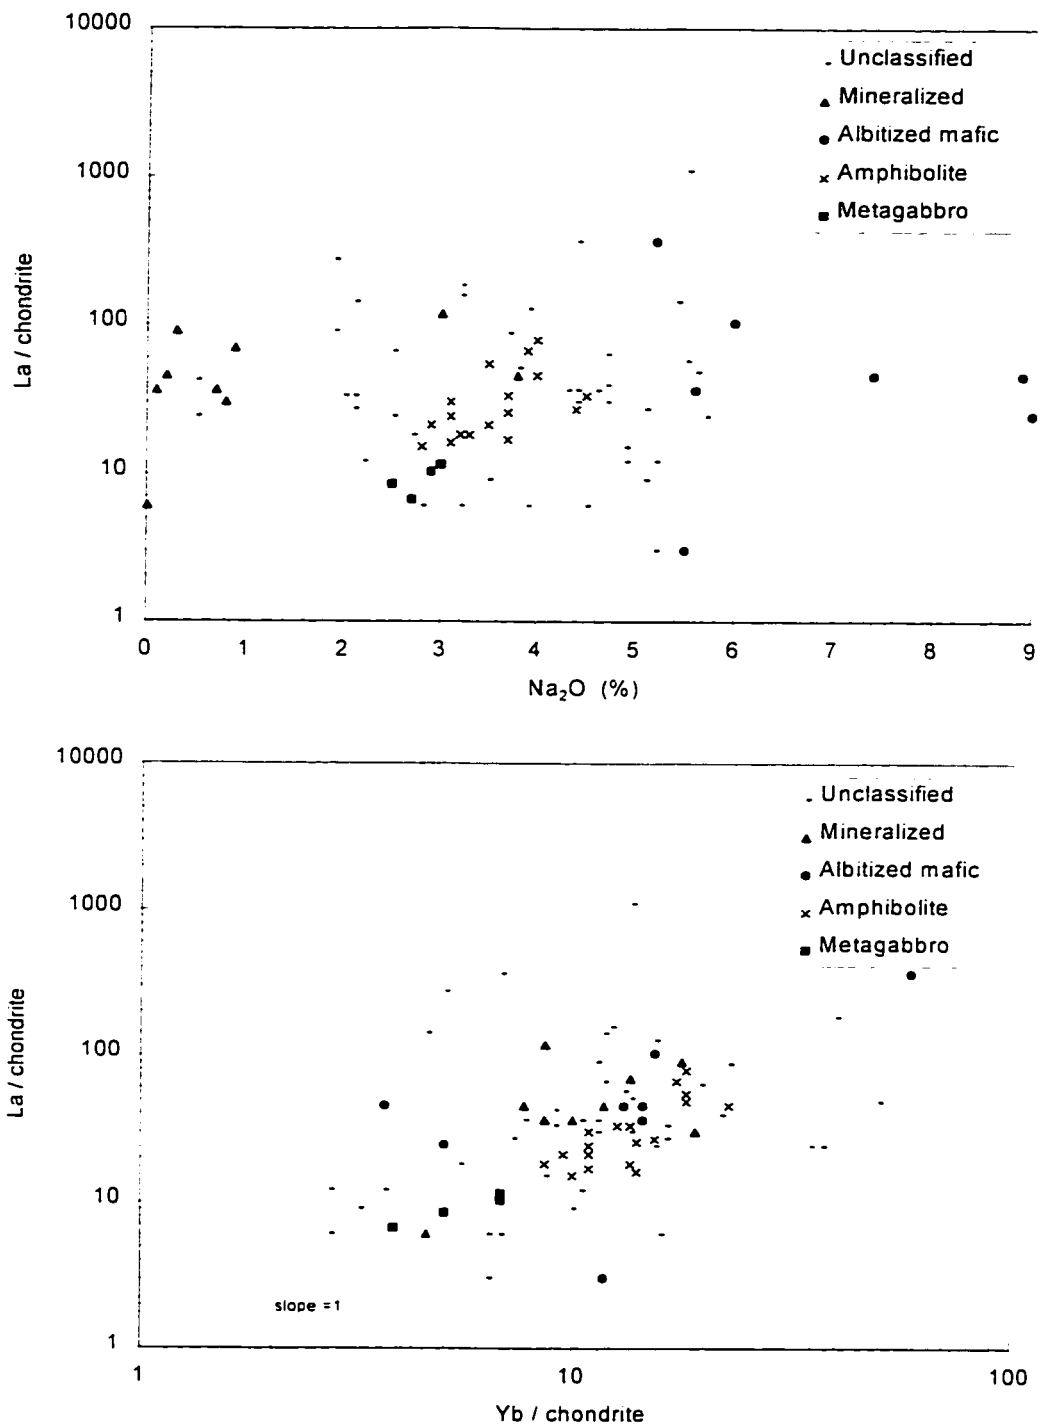 10000
1000
100
10
1
La / chondrite
Unclassified
Mineralized
Albitized mafic
Amphibolite
Metagabbro
0 1 2 3 4 5 6 7 8 9
Na₂O (%)
10000
1000
100
10
1
La / chondrite
Unclassified
Mineralized
Albitized mafic
Amphibolite
Metagabbro
slope =1
1 10 100
Yb / chondrite